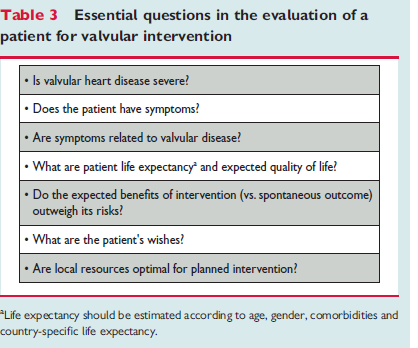 Table 3 Essential questions in the evaluation of a
patient for valvular intervention
• Is valvular heart disease severe?
• Does the patient have symptoms?
• Are symptoms related to valvular disease?
• What are patient life expectancyᵃ and expected quality of life?
• Do the expected benefits of intervention (vs. spontaneous outcome)
outweigh its risks?
• What are the patient's wishes?
• Are local resources optimal for planned intervention?
ᵃLife expectancy should be estimated according to age, gender, comorbidities and
country-specific life expectancy.